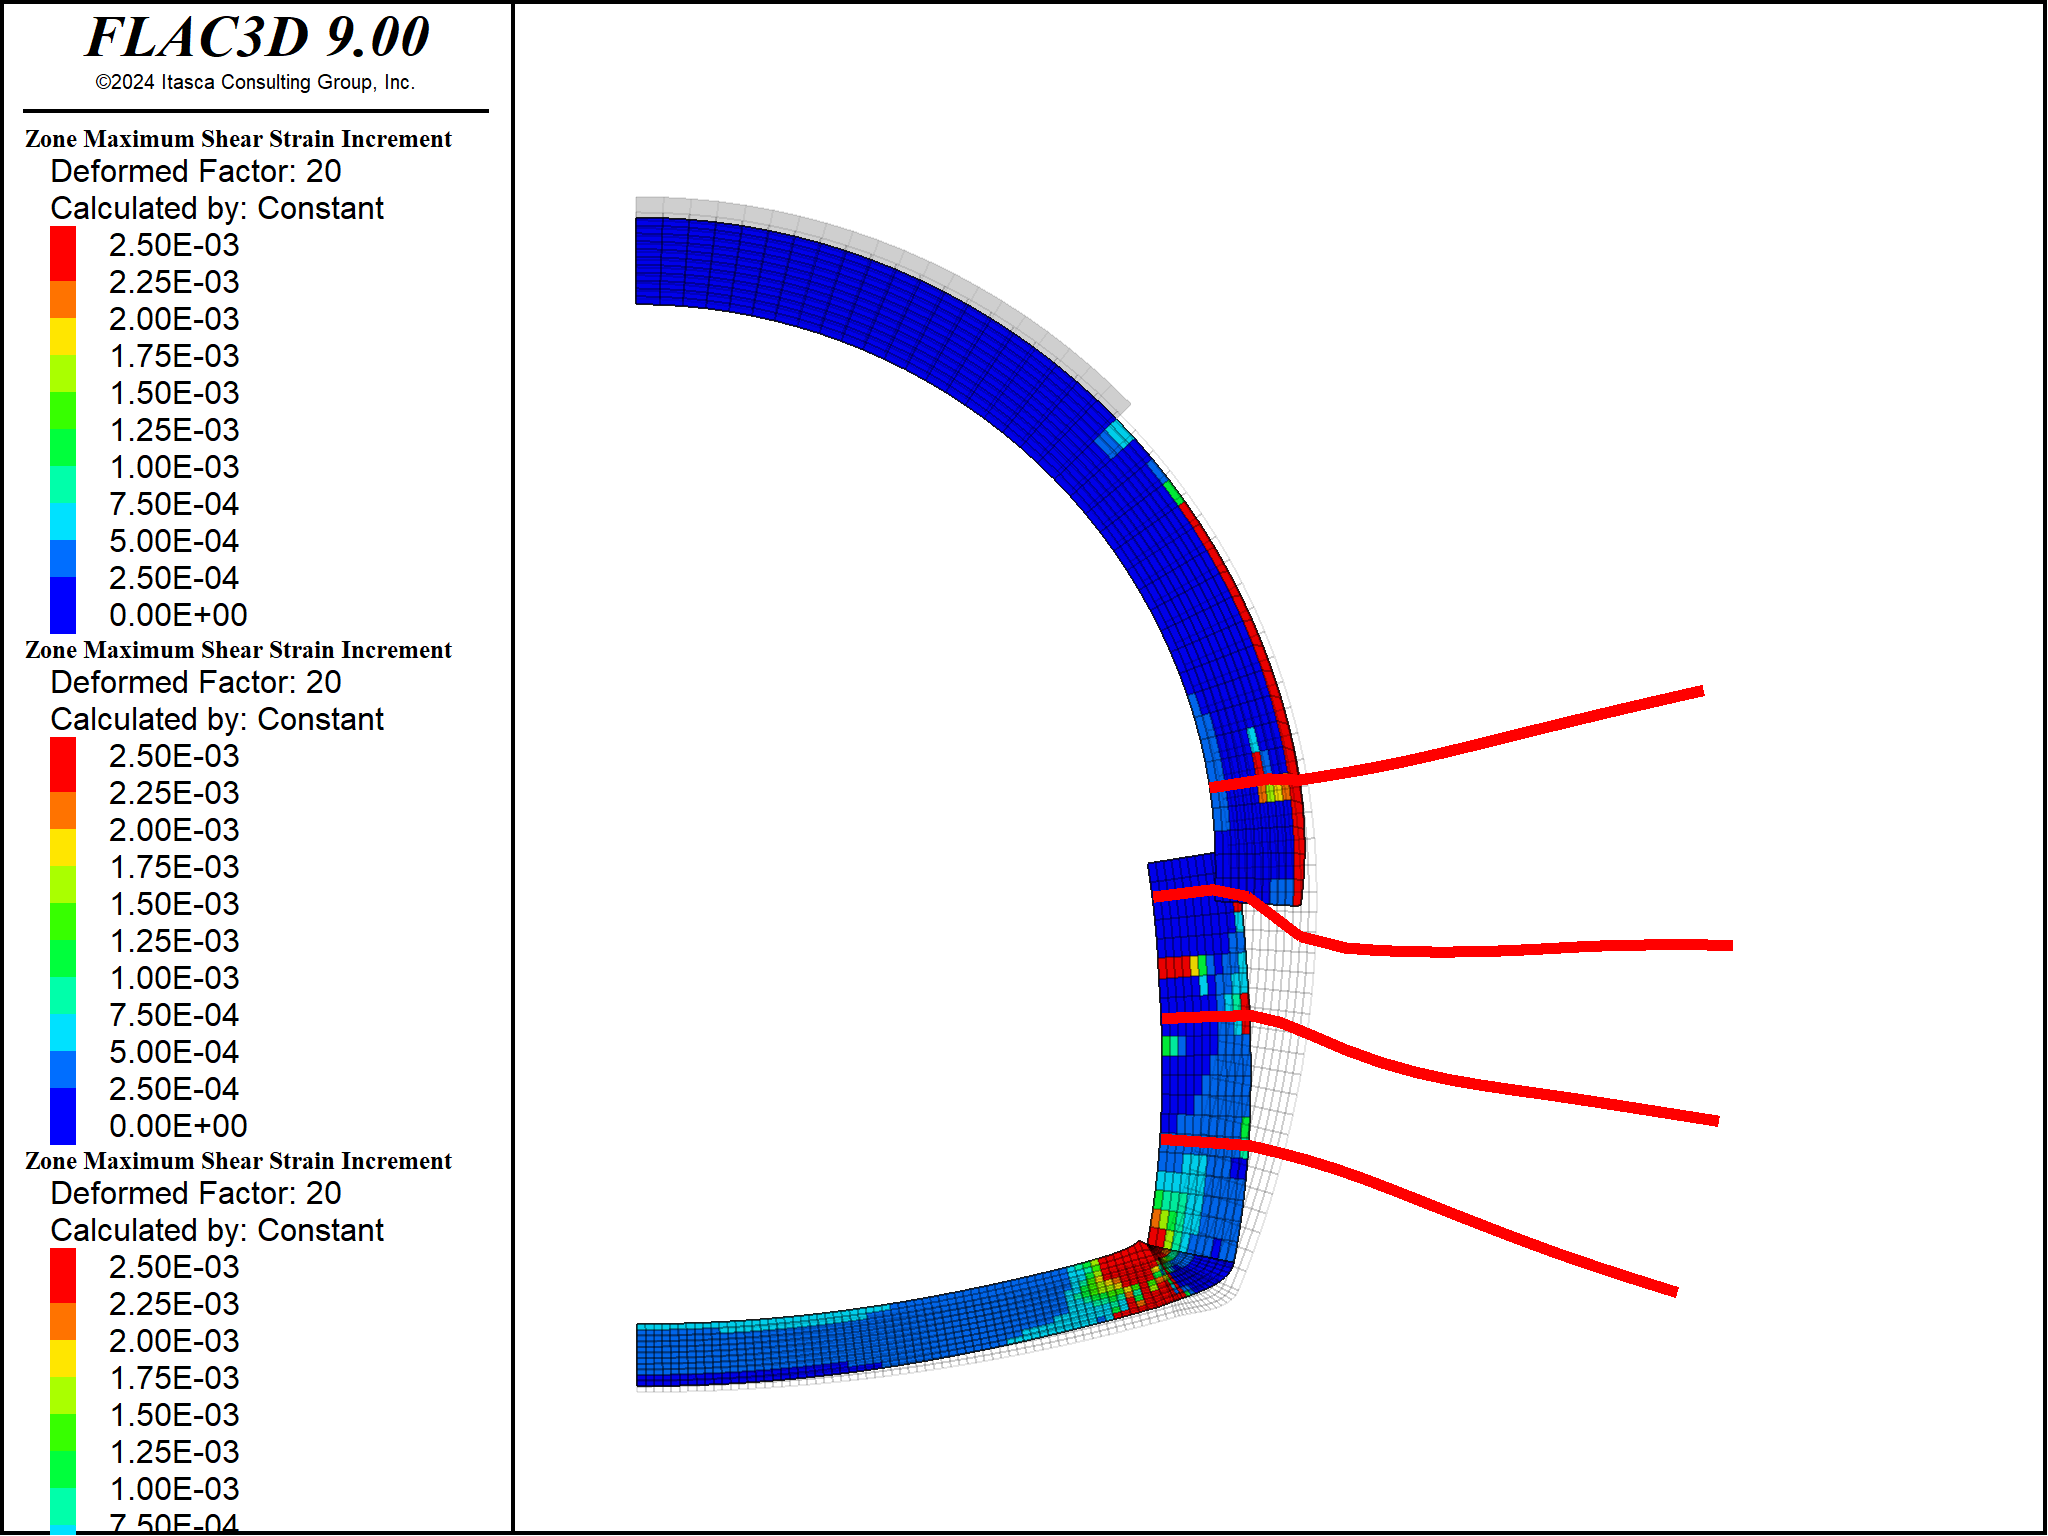 FLAC3D 9.00
©2024 Itasca Consulting Group, Inc.
Zone Maximum Shear Strain Increment
Deformed Factor: 20
Calculated by: Constant
2.50E-03
2.25E-03
2.00E-03
1.75E-03
1.50E-03
1.25E-03
1.00E-03
7.50E-04
5.00E-04
2.50E-04
0.00E+00
Zone Maximum Shear Strain Increment
Deformed Factor: 20
Calculated by: Constant
2.50E-03
2.25E-03
2.00E-03
1.75E-03
1.50E-03
1.25E-03
1.00E-03
7.50E-04
5.00E-04
2.50E-04
0.00E+00
Zone Maximum Shear Strain Increment
Deformed Factor: 20
Calculated by: Constant
2.50E-03
2.25E-03
2.00E-03
1.75E-03
1.50E-03
1.25E-03
1.00E-03
7.50E-04